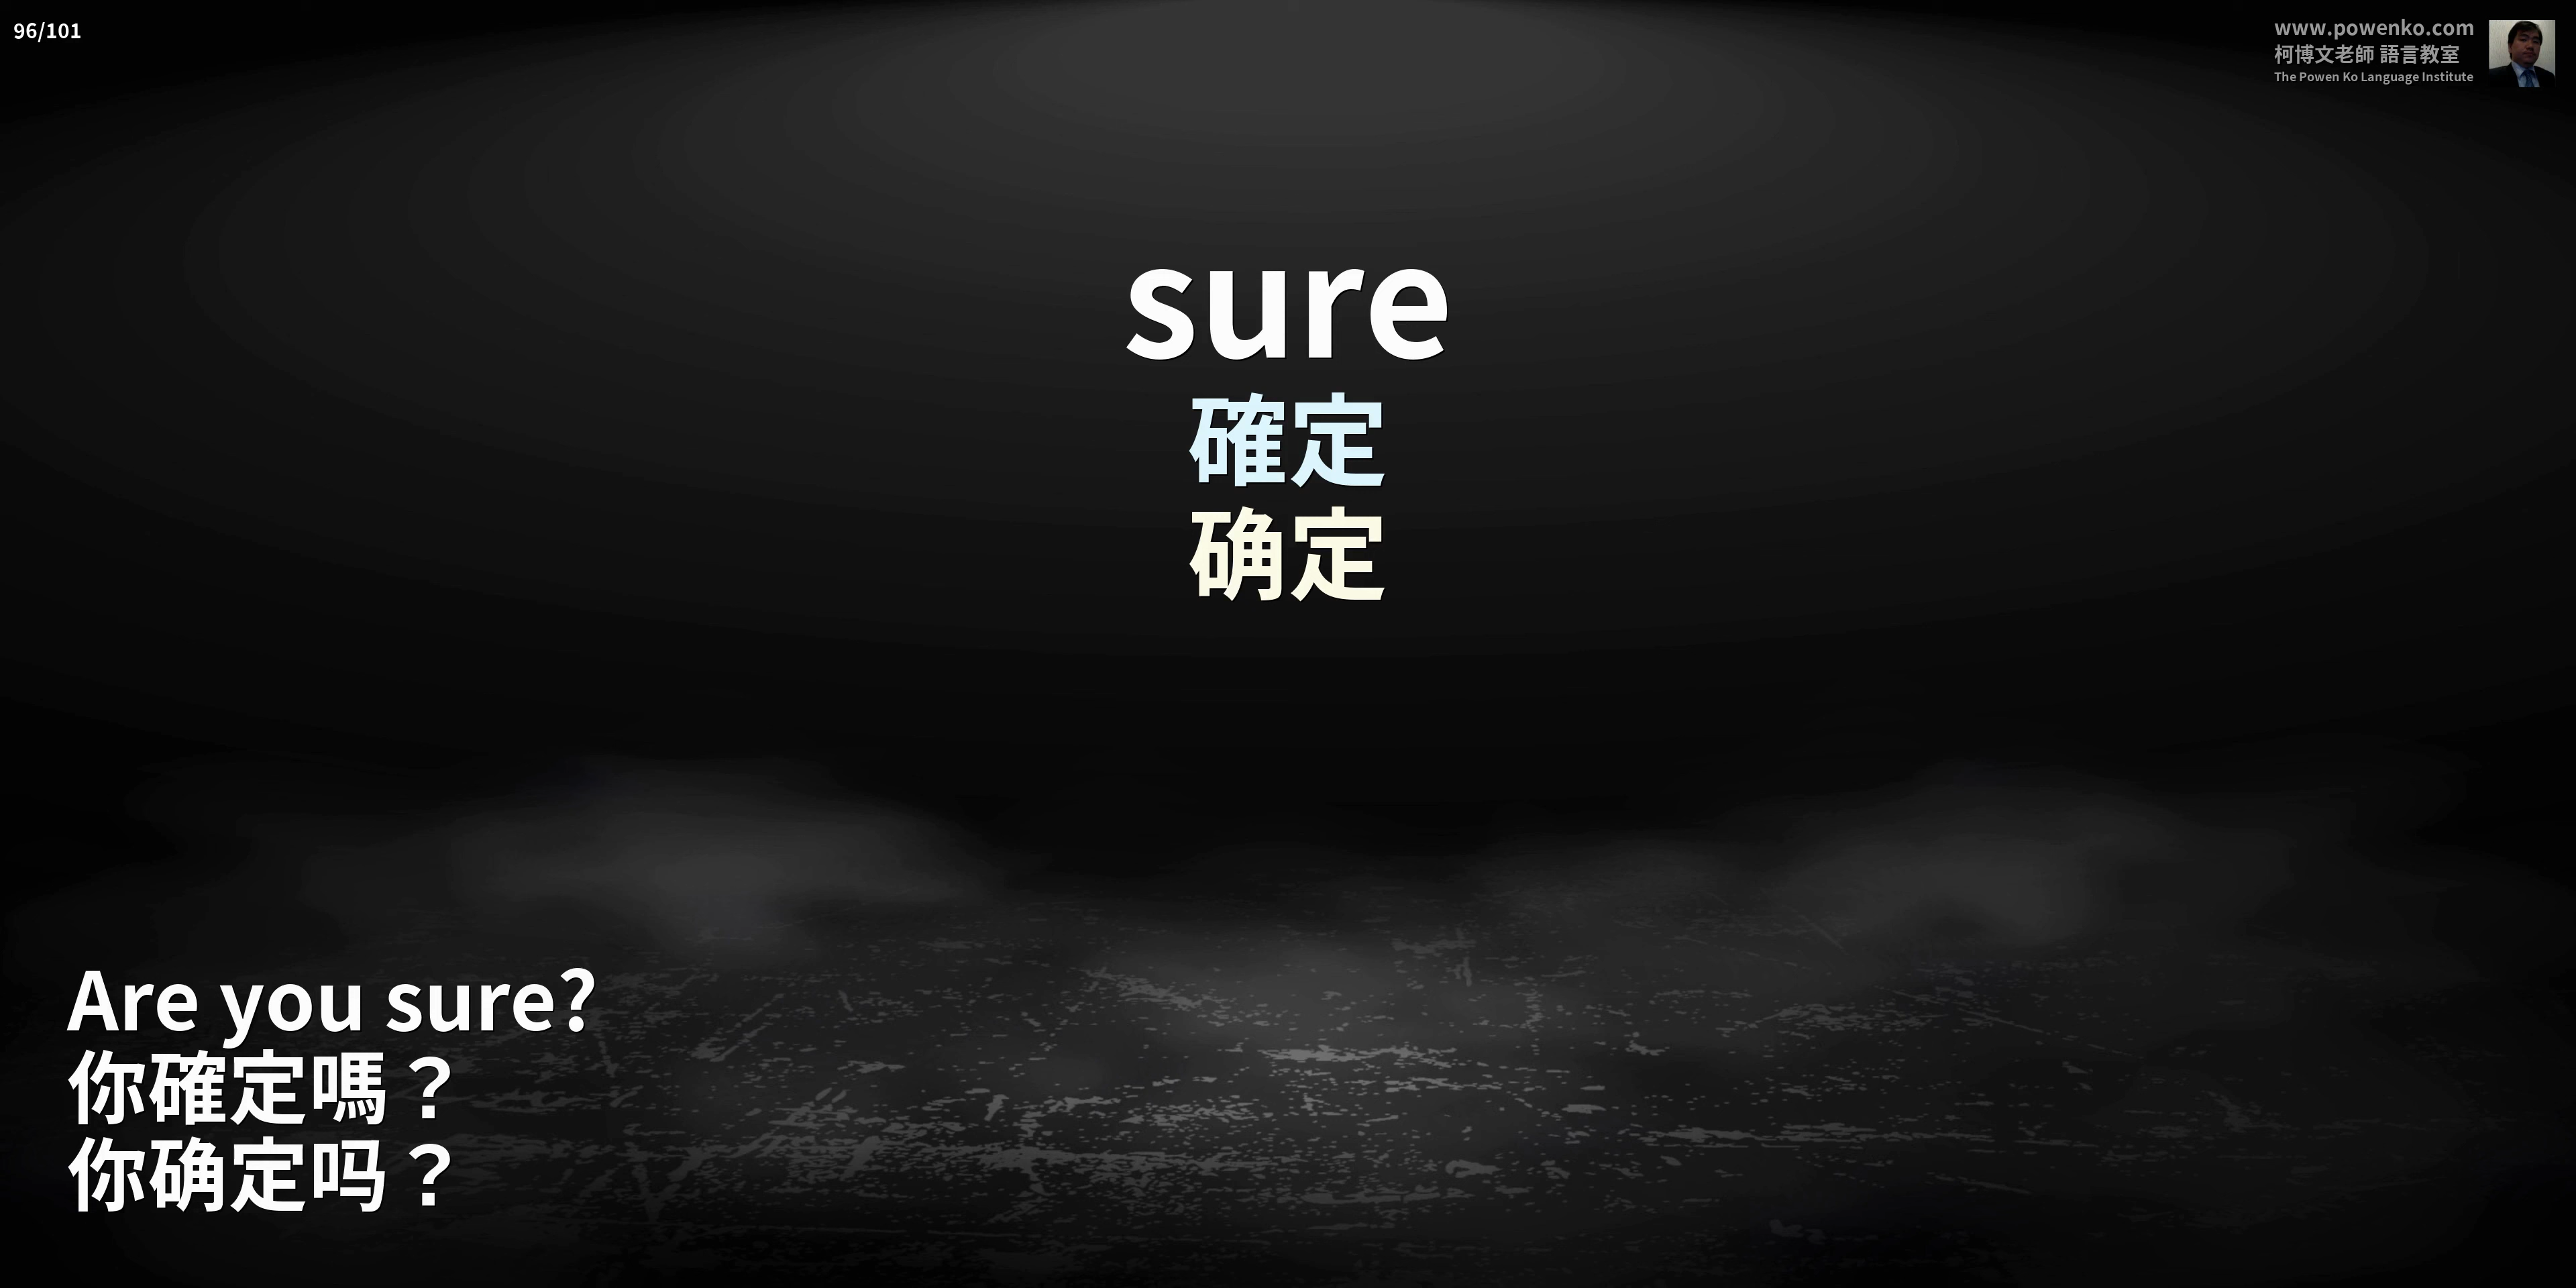 96/101
www.powenko.com
柯博文老師 語言教室
The Powen Ko Language Institute
sure
確定
确定
Are you sure?
你確定嗎？
你确定吗？